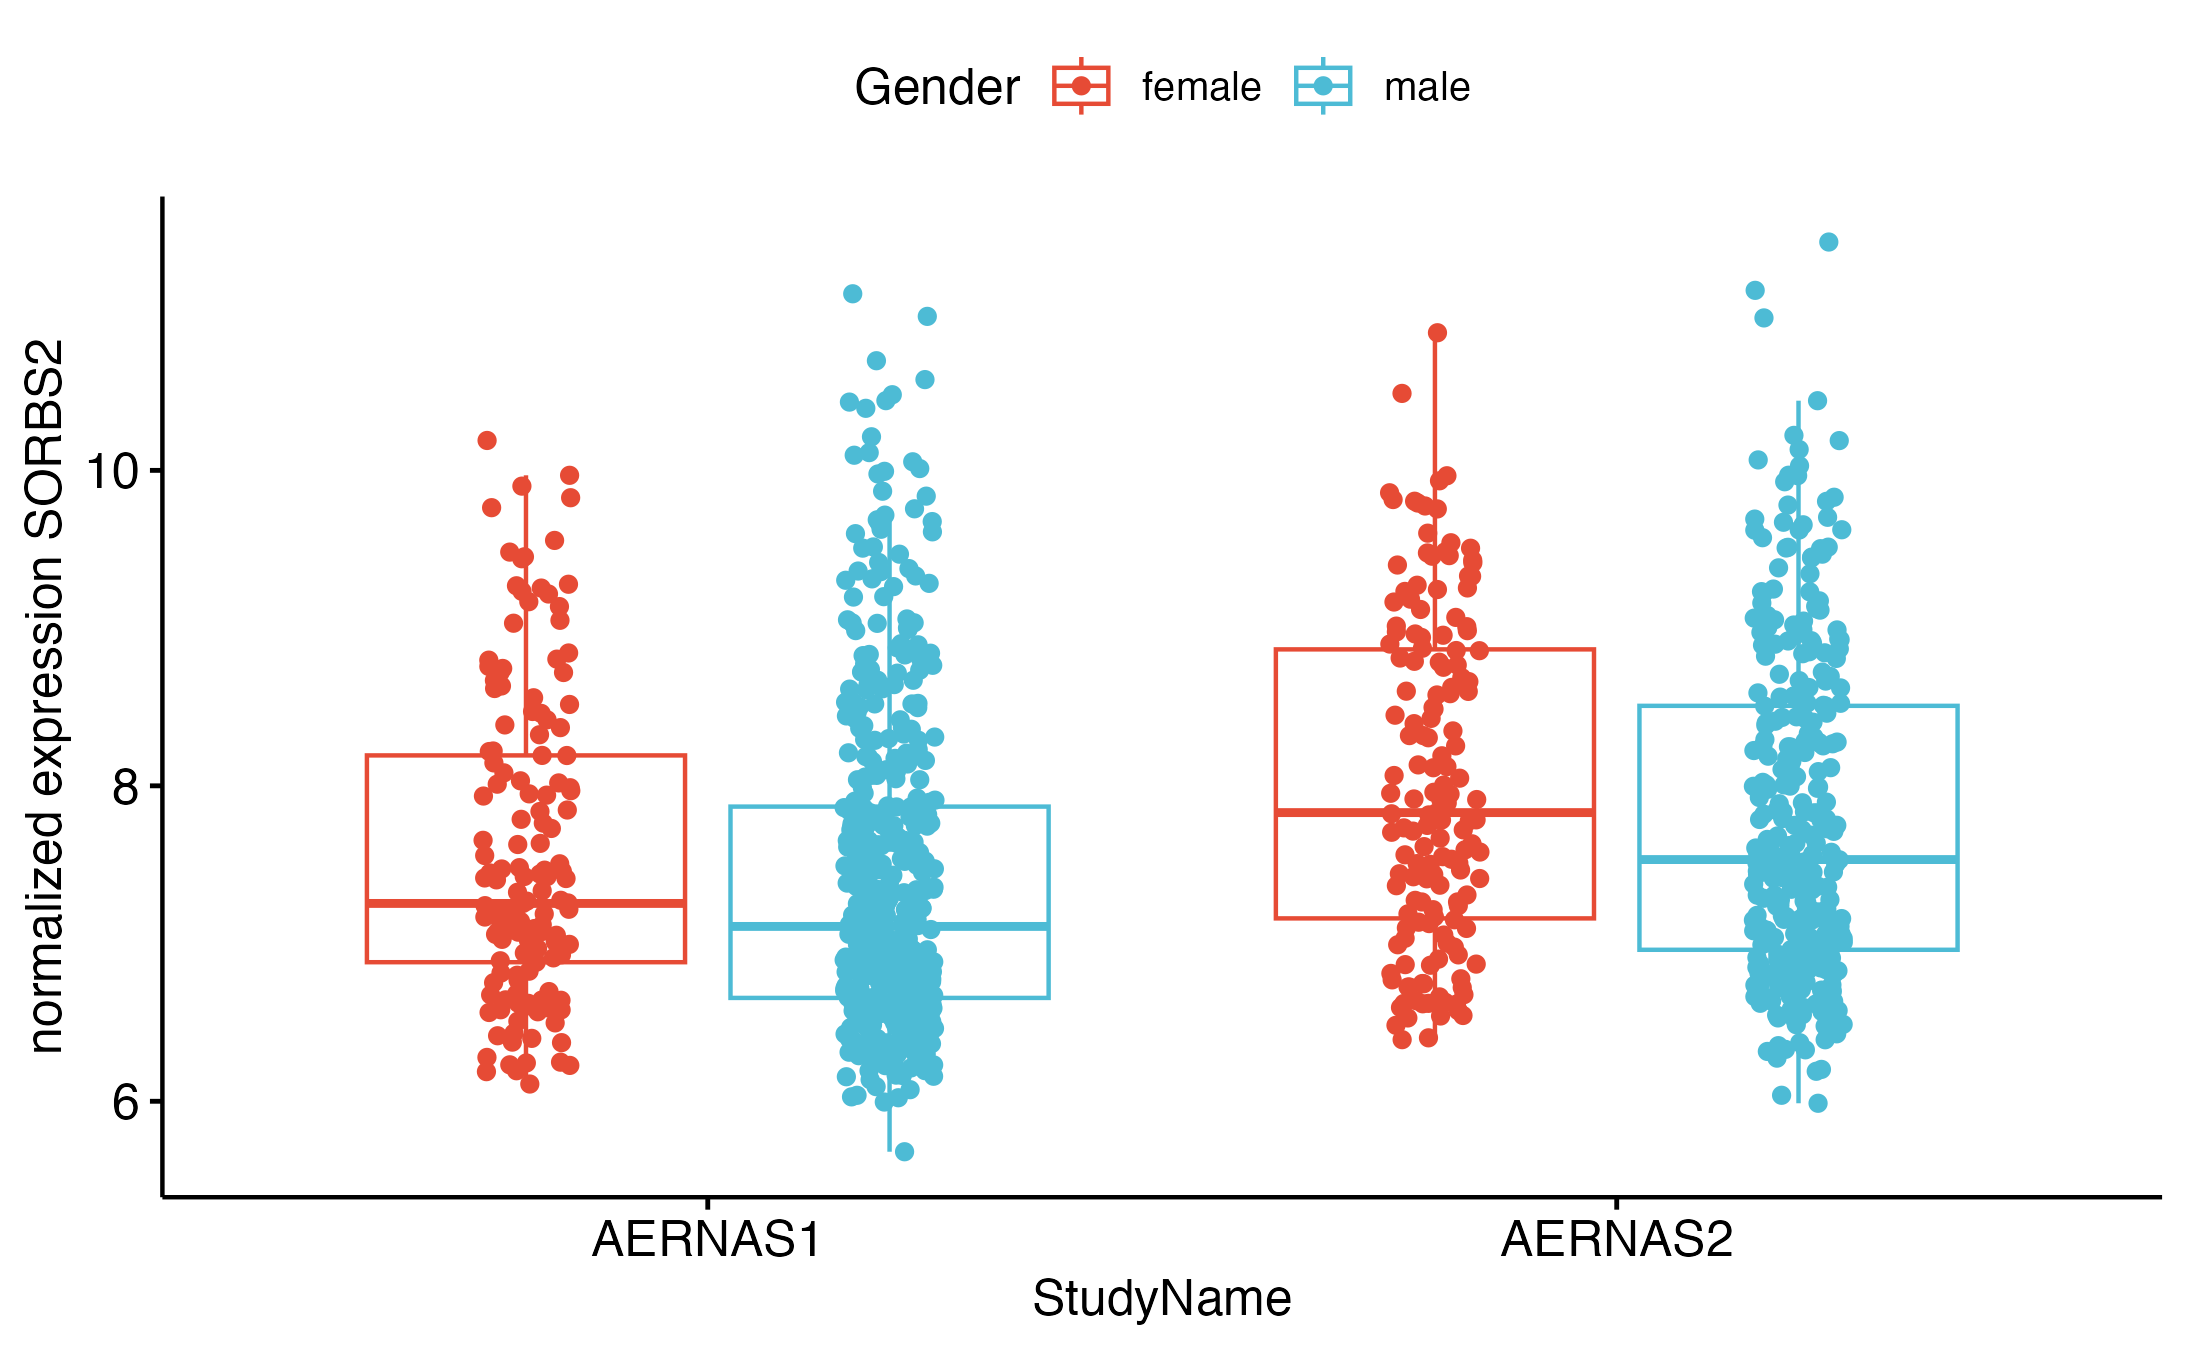 Gender female male
normalized expression SORBS2
10
8
6
AERNAS1 AERNAS2
StudyName